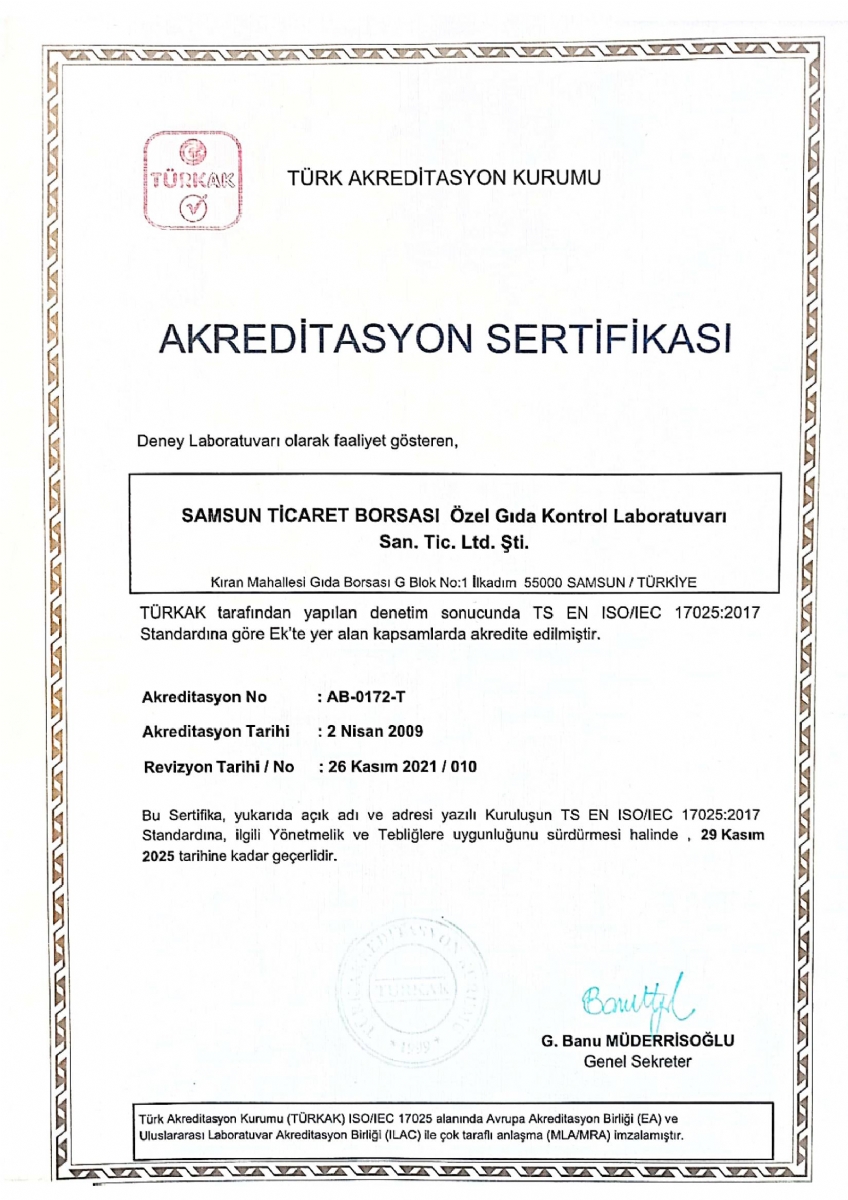 TÜRKAK
TÜRK AKREDİTASYON KURUMU
AKREDİTASYON SERTİFİKASI
Deney Laboratuvarı olarak faaliyet gösteren,
SAMSUN TİCARET BORSASI Özel Gıda Kontrol Laboratuvarı
San. Tic. Ltd. Şti.
Kıran Mahallesi Gıda Borsası G Blok No:1 İlkadım 55000 SAMSUN / TÜRKİYE
TÜRKAK tarafından yapılan denetim sonucunda TS EN ISO/IEC 17025:2017
Standardına göre Ek'te yer alan kapsamlarda akredite edilmiştir.
Akreditasyon No : AB-0172-T
Akreditasyon Tarihi : 2 Nisan 2009
Revizyon Tarihi / No : 26 Kasım 2021 / 010
Bu Sertifika, yukarıda açık adı ve adresi yazılı Kuruluşun TS EN ISO/IEC 17025:2017
Standardına, ilgili Yönetmelik ve Tebliğlere uygunluğunu sürdürmesi halinde , 29 Kasım
2025 tarihine kadar geçerlidir.
TÜRK AKREDİTASYON KURUMU
TÜRKAK
* 1999 *
G. Banu MÜDERRİSOĞLU
Genel Sekreter
Türk Akreditasyon Kurumu (TÜRKAK) ISO/IEC 17025 alanında Avrupa Akreditasyon Birliği (EA) ve
Uluslararası Laboratuvar Akreditasyon Birliği (ILAC) ile çok taraflı anlaşma (MLA/MRA) imzalamıştır.